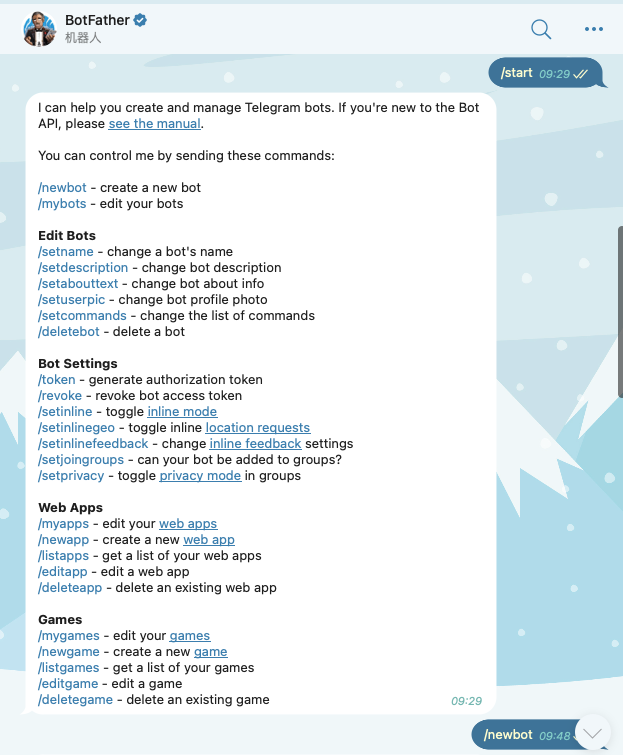 BotFather
机器人
/start 09:29
I can help you create and manage Telegram bots. If you're new to the Bot
API, please see the manual.
You can control me by sending these commands:
/newbot - create a new bot
/mybots - edit your bots
Edit Bots
/setname - change a bot's name
/setdescription - change bot description
/setabouttext - change bot about info
/setuserpic - change bot profile photo
/setcommands - change the list of commands
/deletebot - delete a bot
Bot Settings
/token - generate authorization token
/revoke - revoke bot access token
/setinline - toggle inline mode
/setinlinegeo - toggle inline location requests
/setinlinefeedback - change inline feedback settings
/setjoingroups - can your bot be added to groups?
/setprivacy - toggle privacy mode in groups
Web Apps
/myapps - edit your web apps
/newapp - create a new web app
/listapps - get a list of your web apps
/editapp - edit a web app
/deleteapp - delete an existing web app
Games
/mygames - edit your games
/newgame - create a new game
/listgames - get a list of your games
/editgame - edit a game
/deletegame - delete an existing game
09:29
/newbot 09:48